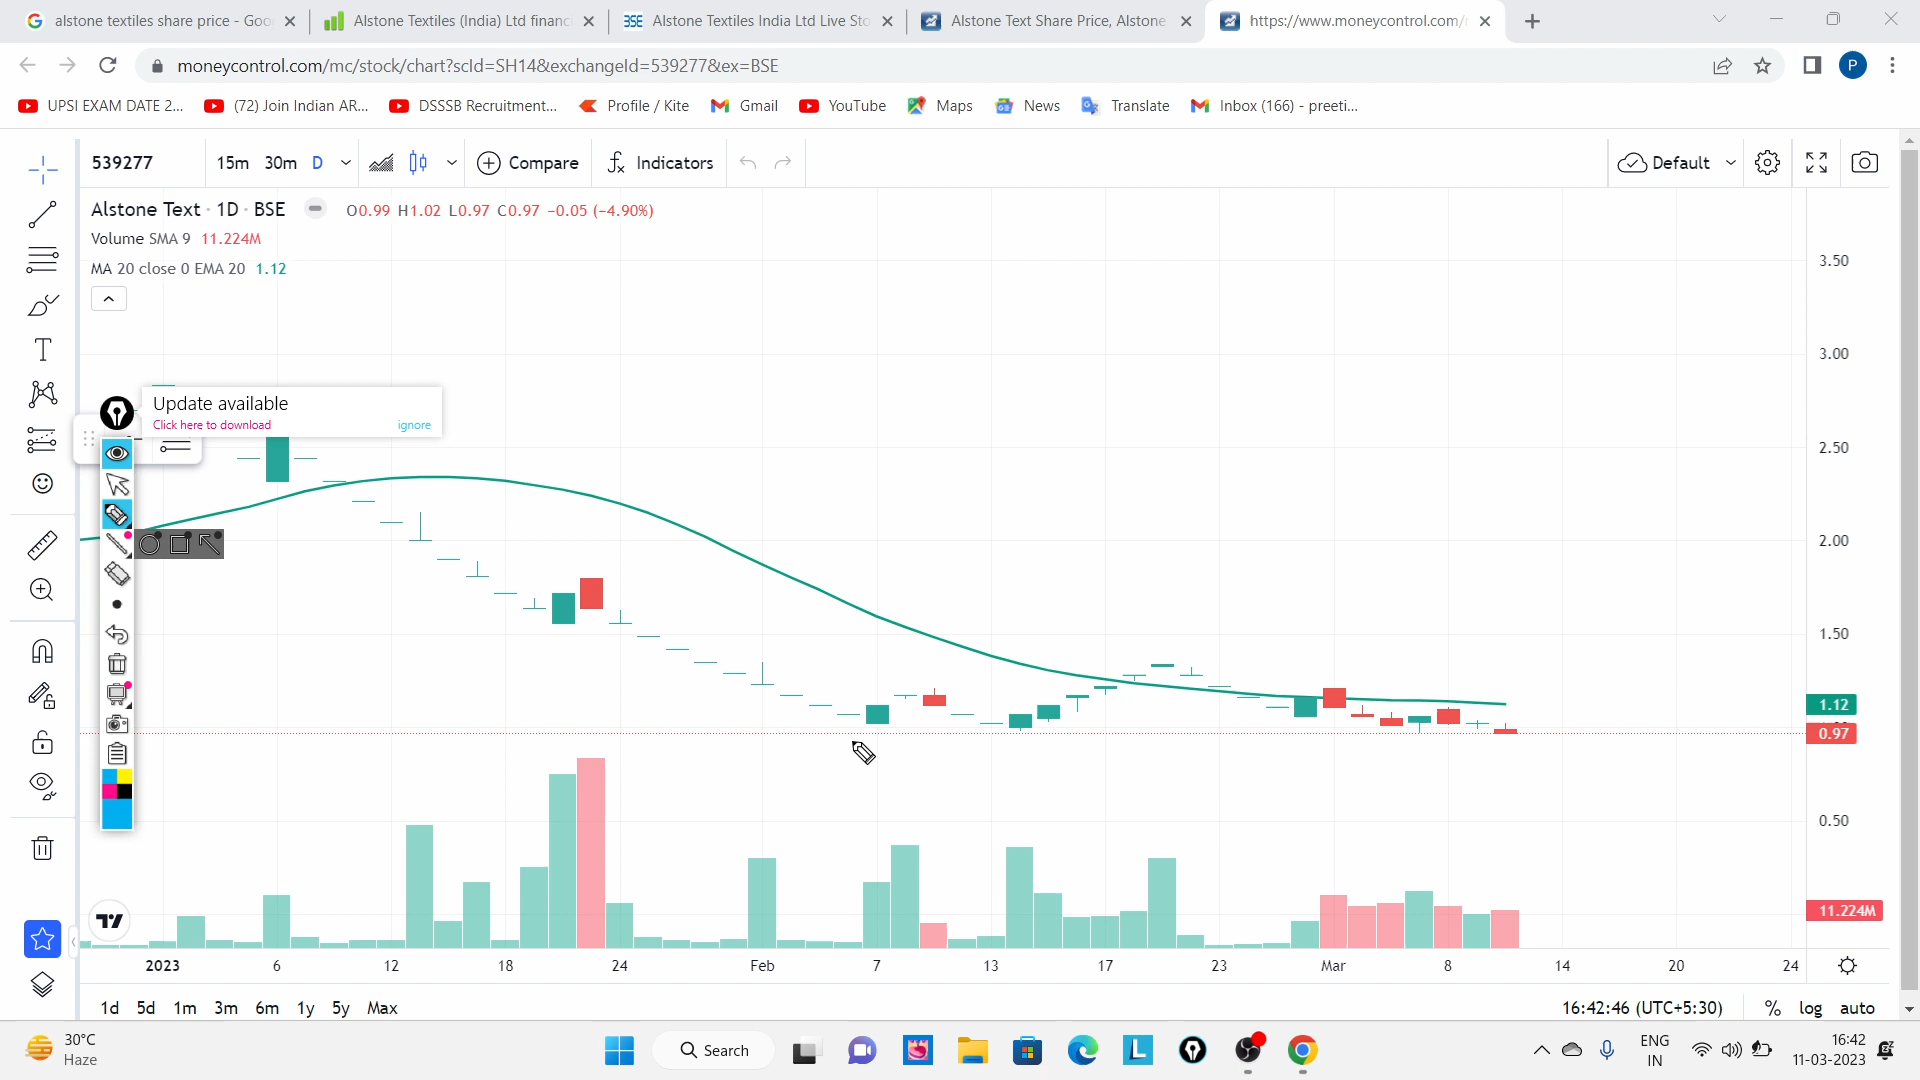 alstone textiles share price - Goo
Alstone Textiles (India) Ltd financ
BSE Alstone Textiles India Ltd Live Sto
Alstone Text Share Price, Alstone
https://www.moneycontrol.com/
moneycontrol.com/mc/stock/chart?scId=SH14&exchangeId=539277&ex=BSE
P
UPSI EXAM DATE 2...
(72) Join Indian AR...
DSSSB Recruitment...
Profile / Kite
Gmail
YouTube
Maps
News
Translate
Inbox (166) - preeti...
539277
15m 30m D
Compare
Indicators
Default
Alstone Text · 1D · BSE
O0.99 H1.02 L0.97 C0.97 −0.05 (−4.90%)
Volume SMA 9 11.224M
MA 20 close 0 EMA 20 1.12
Update available
Click here to download
ignore
3.50
3.00
2.50
2.00
1.50
1.12
0.97
0.50
11.224M
2023 6 12 18 24 Feb 7 13 17 23 Mar 8 14 20 24
1d 5d 1m 3m 6m 1y 5y Max
16:42:46 (UTC+5:30)
% log auto
30°C
Haze
Search
ENG
IN
16:42
11-03-2023